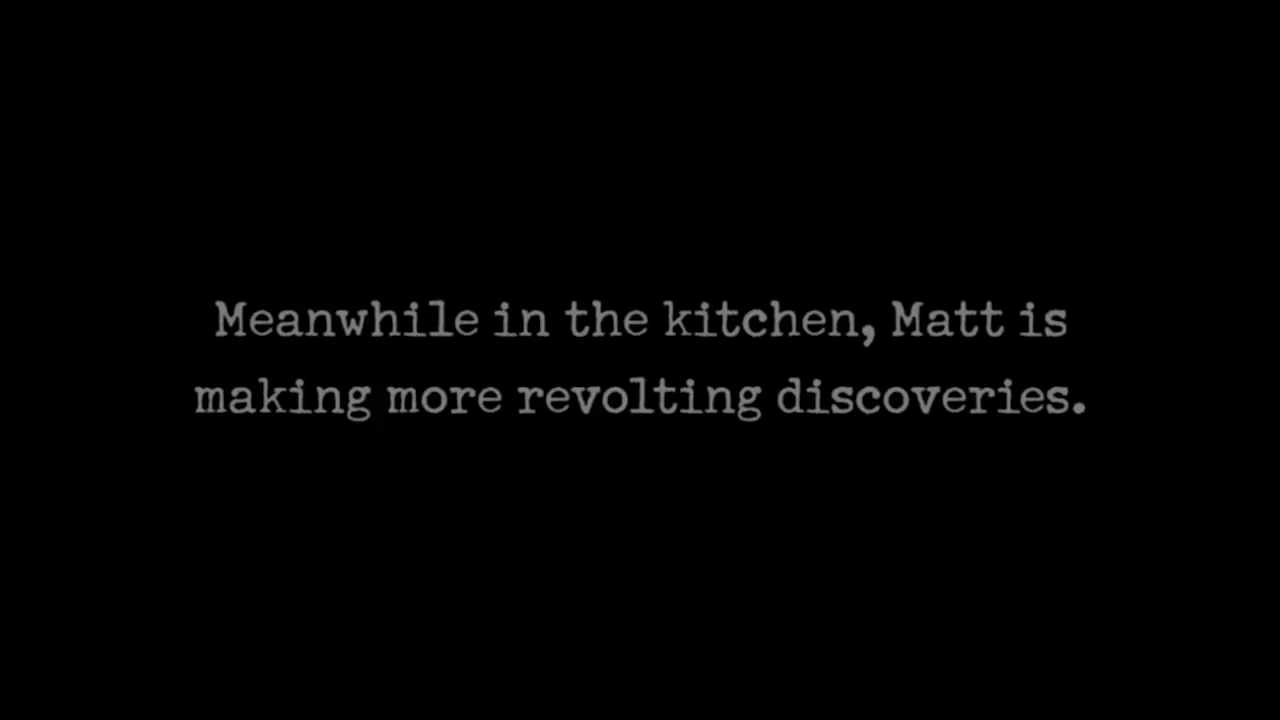 Meanwhile in the kitchen, Matt is
making more revolting discoveries.